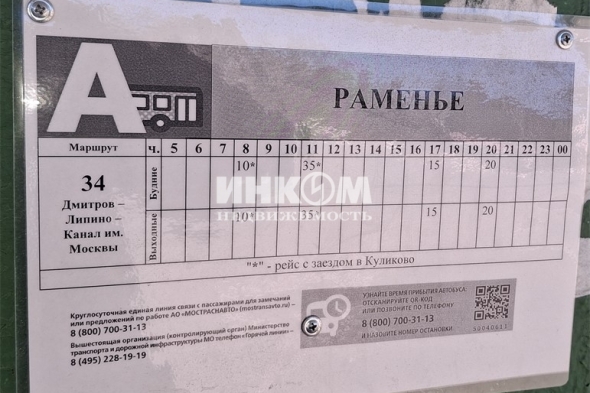 А
РАМЕНЬЕ
Маршрут ч. 5 6 7 8 9 10 11 12 13 14 15 16 17 18 19 20 21 22 23 00
34
Дмитров –
Липино –
Канал им.
Москвы
Будние 10* 35* 15 20
ИНКОМ
недвижимость
Выходные 10* 35* 15 20
"*" - рейс с заездом в Куликово
Круглосуточная единая линия связи с пассажирами для замечаний
или предложений по работе АО «МОСТРАНСАВТО» (mostransavto.ru) –
8 (800) 700-31-13
Вышестоящая организация (контролирующий орган) Министерство
транспорта и дорожной инфраструктуры МО телефон «Горячей линии» –
8 (495) 228-19-19
УЗНАЙТЕ ВРЕМЯ ПРИБЫТИЯ АВТОБУСА:
ОТСКАНИРУЙТЕ QR-КОД
ИЛИ ПОЗВОНИТЕ ПО ТЕЛЕФОНУ
8 (800) 700-31-13
И НАЗОВИТЕ НОМЕР ОСТАНОВКИ